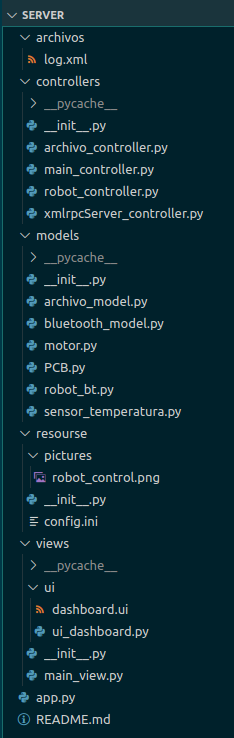 SERVER
archivos
log.xml
controllers
__pycache__
__init__.py
archivo_controller.py
main_controller.py
robot_controller.py
xmlrpcServer_controller.py
models
__pycache__
__init__.py
archivo_model.py
bluetooth_model.py
motor.py
PCB.py
robot_bt.py
sensor_temperatura.py
resourse
pictures
robot_control.png
__init__.py
config.ini
views
__pycache__
ui
dashboard.ui
ui_dashboard.py
__init__.py
main_view.py
app.py
README.md